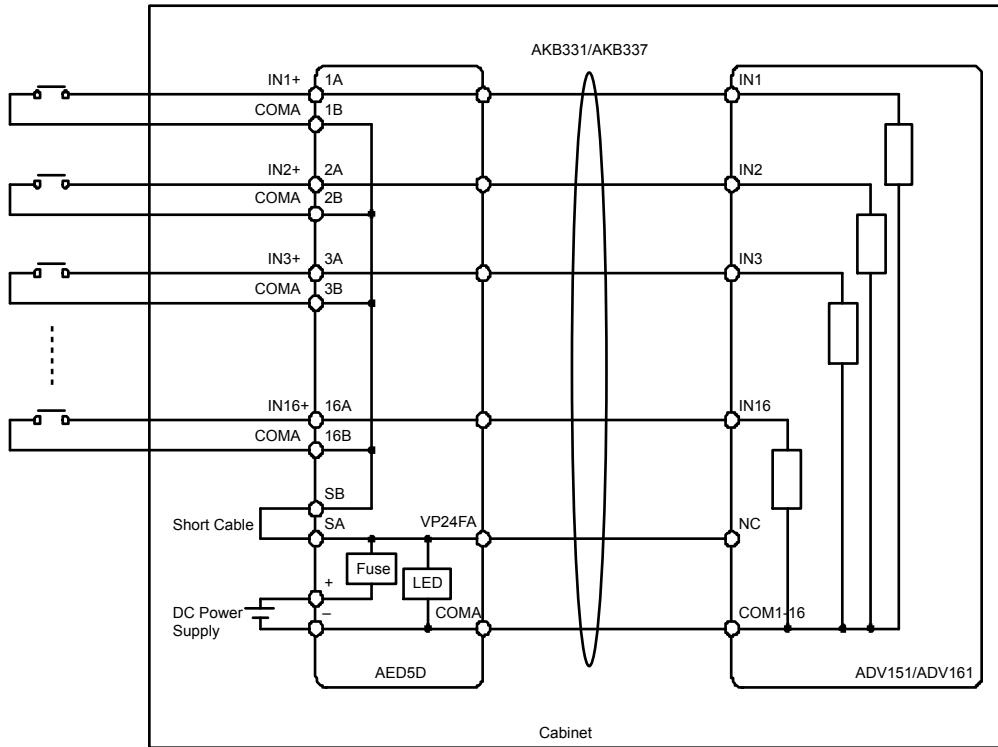 AKB331/AKB337
IN1+ 1A IN1
COMA 1B
IN2+ 2A IN2
COMA 2B
IN3+ 3A IN3
COMA 3B
IN16+ 16A IN16
COMA 16B
SB
Short Cable SA VP24FA NC
Fuse
LED
+
DC Power Supply – COMA COM1-16
AED5D ADV151/ADV161
Cabinet